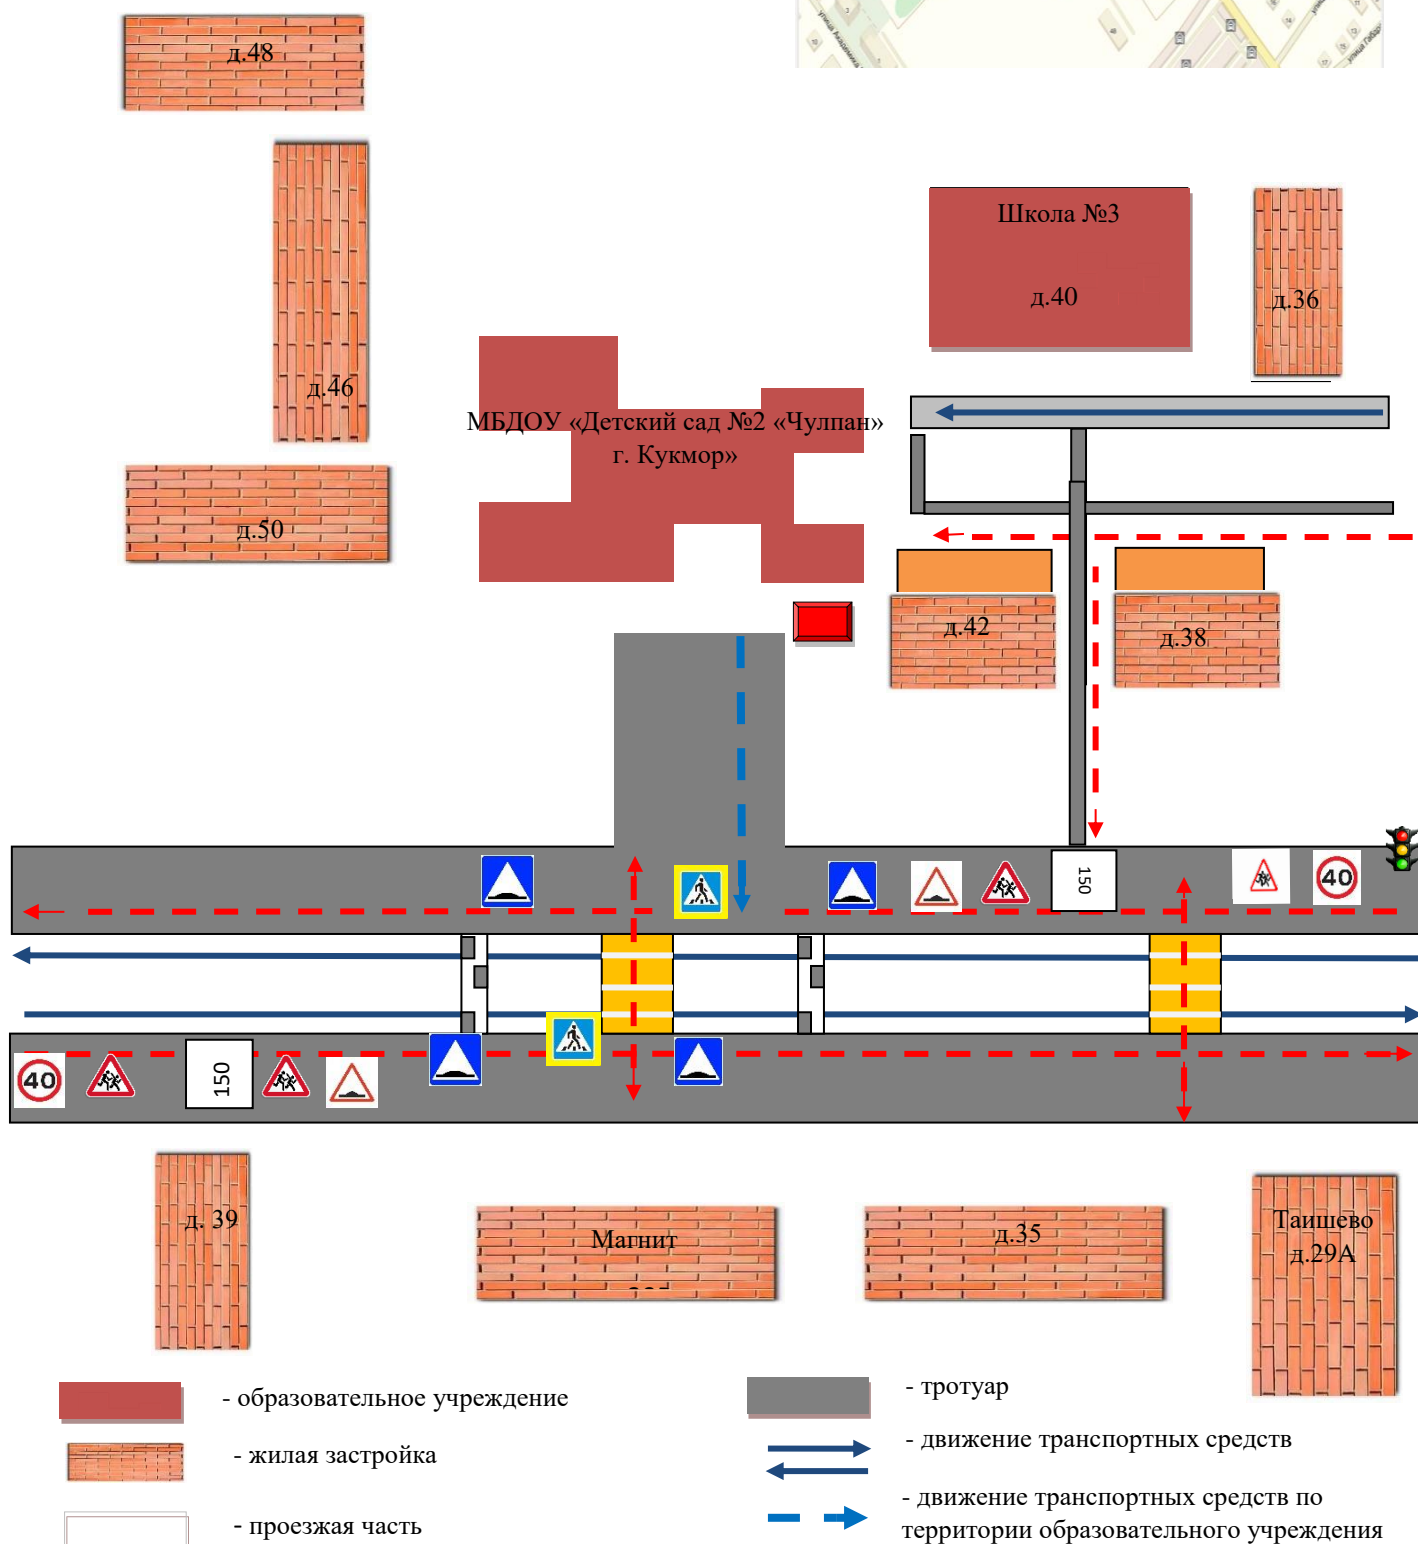 д.48
Школа №3
д.40
д.36
д.46
МБДОУ «Детский сад №2 «Чулпан»
г. Кукмор»
д.50
д.42
д.38
150
40
40
150
д. 39
Магнит
д.35
Таишево
д.29А
- образовательное учреждение
- тротуар
- жилая застройка
- движение транспортных средств
- проезжая часть
- движение транспортных средств по
территории образовательного учреждения